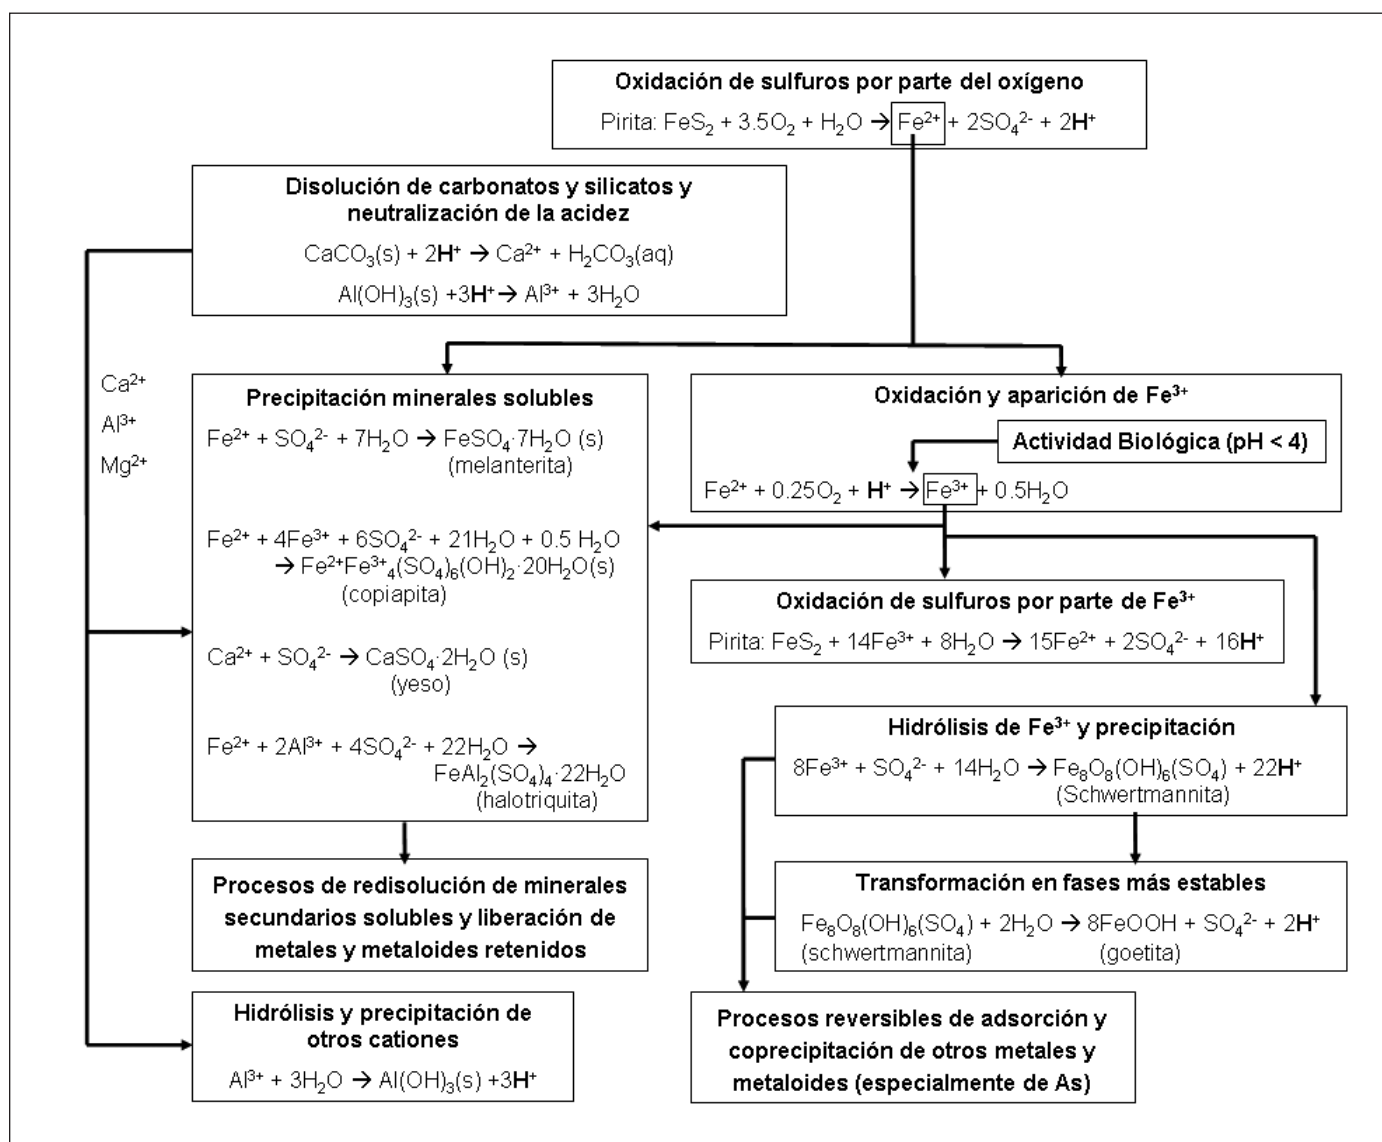 Oxidación de sulfuros por parte del oxígeno
Pirita: FeS₂ + 3.5O₂ + H₂O → Fe²⁺ + 2SO₄²⁻ + 2H⁺
Disolución de carbonatos y silicatos y
neutralización de la acidez
CaCO₃(s) + 2H⁺ → Ca²⁺ + H₂CO₃(aq)
Al(OH)₃(s) +3H⁺→ Al³⁺ + 3H₂O
Ca²⁺
Al³⁺
Mg²⁺
Precipitación minerales solubles
Fe²⁺ + SO₄²⁻ + 7H₂O → FeSO₄·7H₂O (s)
(melanterita)
Fe²⁺ + 4Fe³⁺ + 6SO₄²⁻ + 21H₂O + 0.5 H₂O
→ Fe²⁺Fe³⁺₄(SO₄)₆(OH)₂·20H₂O(s)
(copiapita)
Ca²⁺ + SO₄²⁻ → CaSO₄·2H₂O (s)
(yeso)
Fe²⁺ + 2Al³⁺ + 4SO₄²⁻ + 22H₂O →
FeAl₂(SO₄)₄·22H₂O
(halotriquita)
Oxidación y aparición de Fe³⁺
Actividad Biológica (pH < 4)
Fe²⁺ + 0.25O₂ + H⁺ → Fe³⁺ + 0.5H₂O
Oxidación de sulfuros por parte de Fe³⁺
Pirita: FeS₂ + 14Fe³⁺ + 8H₂O → 15Fe²⁺ + 2SO₄²⁻ + 16H⁺
Hidrólisis de Fe³⁺ y precipitación
8Fe³⁺ + SO₄²⁻ + 14H₂O → Fe₈O₈(OH)₆(SO₄) + 22H⁺
(Schwertmannita)
Transformación en fases más estables
Fe₈O₈(OH)₆(SO₄) + 2H₂O → 8FeOOH + SO₄²⁻ + 2H⁺
(schwertmannita) (goetita)
Procesos de redisolución de minerales
secundarios solubles y liberación de
metales y metaloides retenidos
Hidrólisis y precipitación de
otros cationes
Al³⁺ + 3H₂O → Al(OH)₃(s) +3H⁺
Procesos reversibles de adsorción y
coprecipitación de otros metales y
metaloides (especialmente de As)